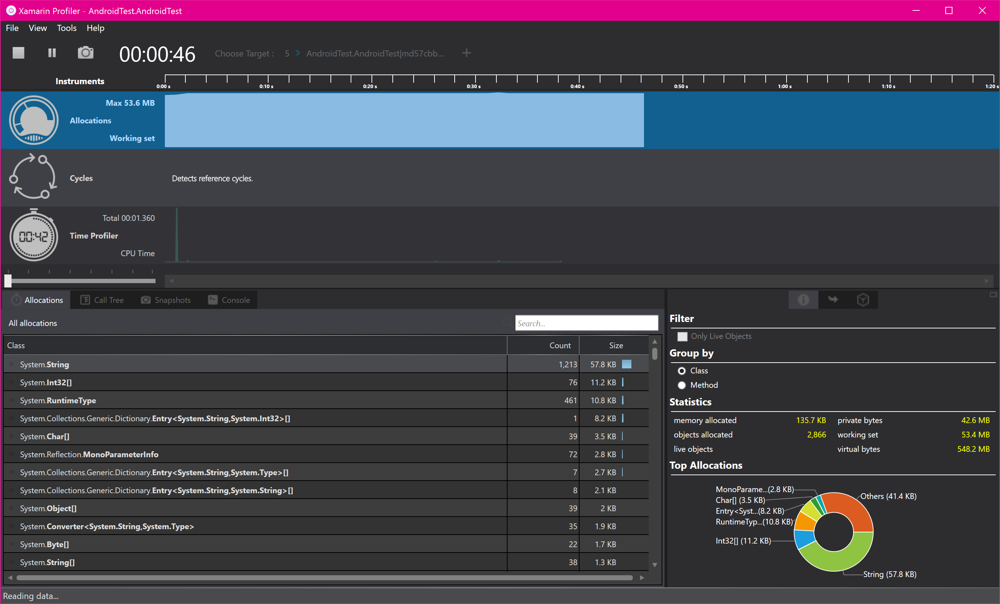 Xamarin Profiler - AndroidTest.AndroidTest
File View Tools Help
00:00:46 Choose Target : 5 AndroidTest.AndroidTest|md57cbb...
Instruments
0:00 s 0:10 s 0:20 s 0:30 s 0:40 s 0:50 s 1:00 s 1:10 s 1:20 s
Max 53.6 MB
Allocations
Working set
Cycles
Detects reference cycles.
Total 00:01.360
00:42
Time Profiler
CPU Time
Allocations Call Tree Snapshots Console
All allocations
Search...
Class Count Size
System.String 1,213 57.8 KB
System.Int32[] 76 11.2 KB
System.RuntimeType 461 10.8 KB
System.Collections.Generic.Dictionary.Entry<System.String,System.Int32>[] 1 8.2 KB
System.Char[] 39 3.5 KB
System.Reflection.MonoParameterInfo 72 2.8 KB
System.Collections.Generic.Dictionary.Entry<System.String,System.Type>[] 7 2.7 KB
System.Collections.Generic.Dictionary.Entry<System.String,System.String>[] 8 2.1 KB
System.Object[] 39 2 KB
System.Converter<System.String,System.Type> 35 1.9 KB
System.Byte[] 22 1.7 KB
System.String[] 38 1.3 KB
Filter
Only Live Objects
Group by
Class
Method
Statistics
memory allocated 135.7 KB private bytes 42.6 MB
objects allocated 2,866 working set 53.4 MB
live objects virtual bytes 548.2 MB
Top Allocations
MonoParame...(2.8 KB)
Others (41.4 KB)
Char[] (3.5 KB)
Entry<Syst...(8.2 KB)
RuntimeTyp...(10.8 KB)
Int32[] (11.2 KB)
String (57.8 KB)
Reading data...